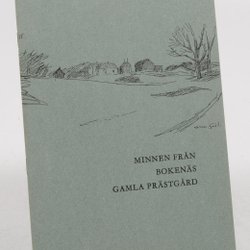 MINNEN FRÅN
BOKENÄS
GAMLA PRÄSTGÅRD